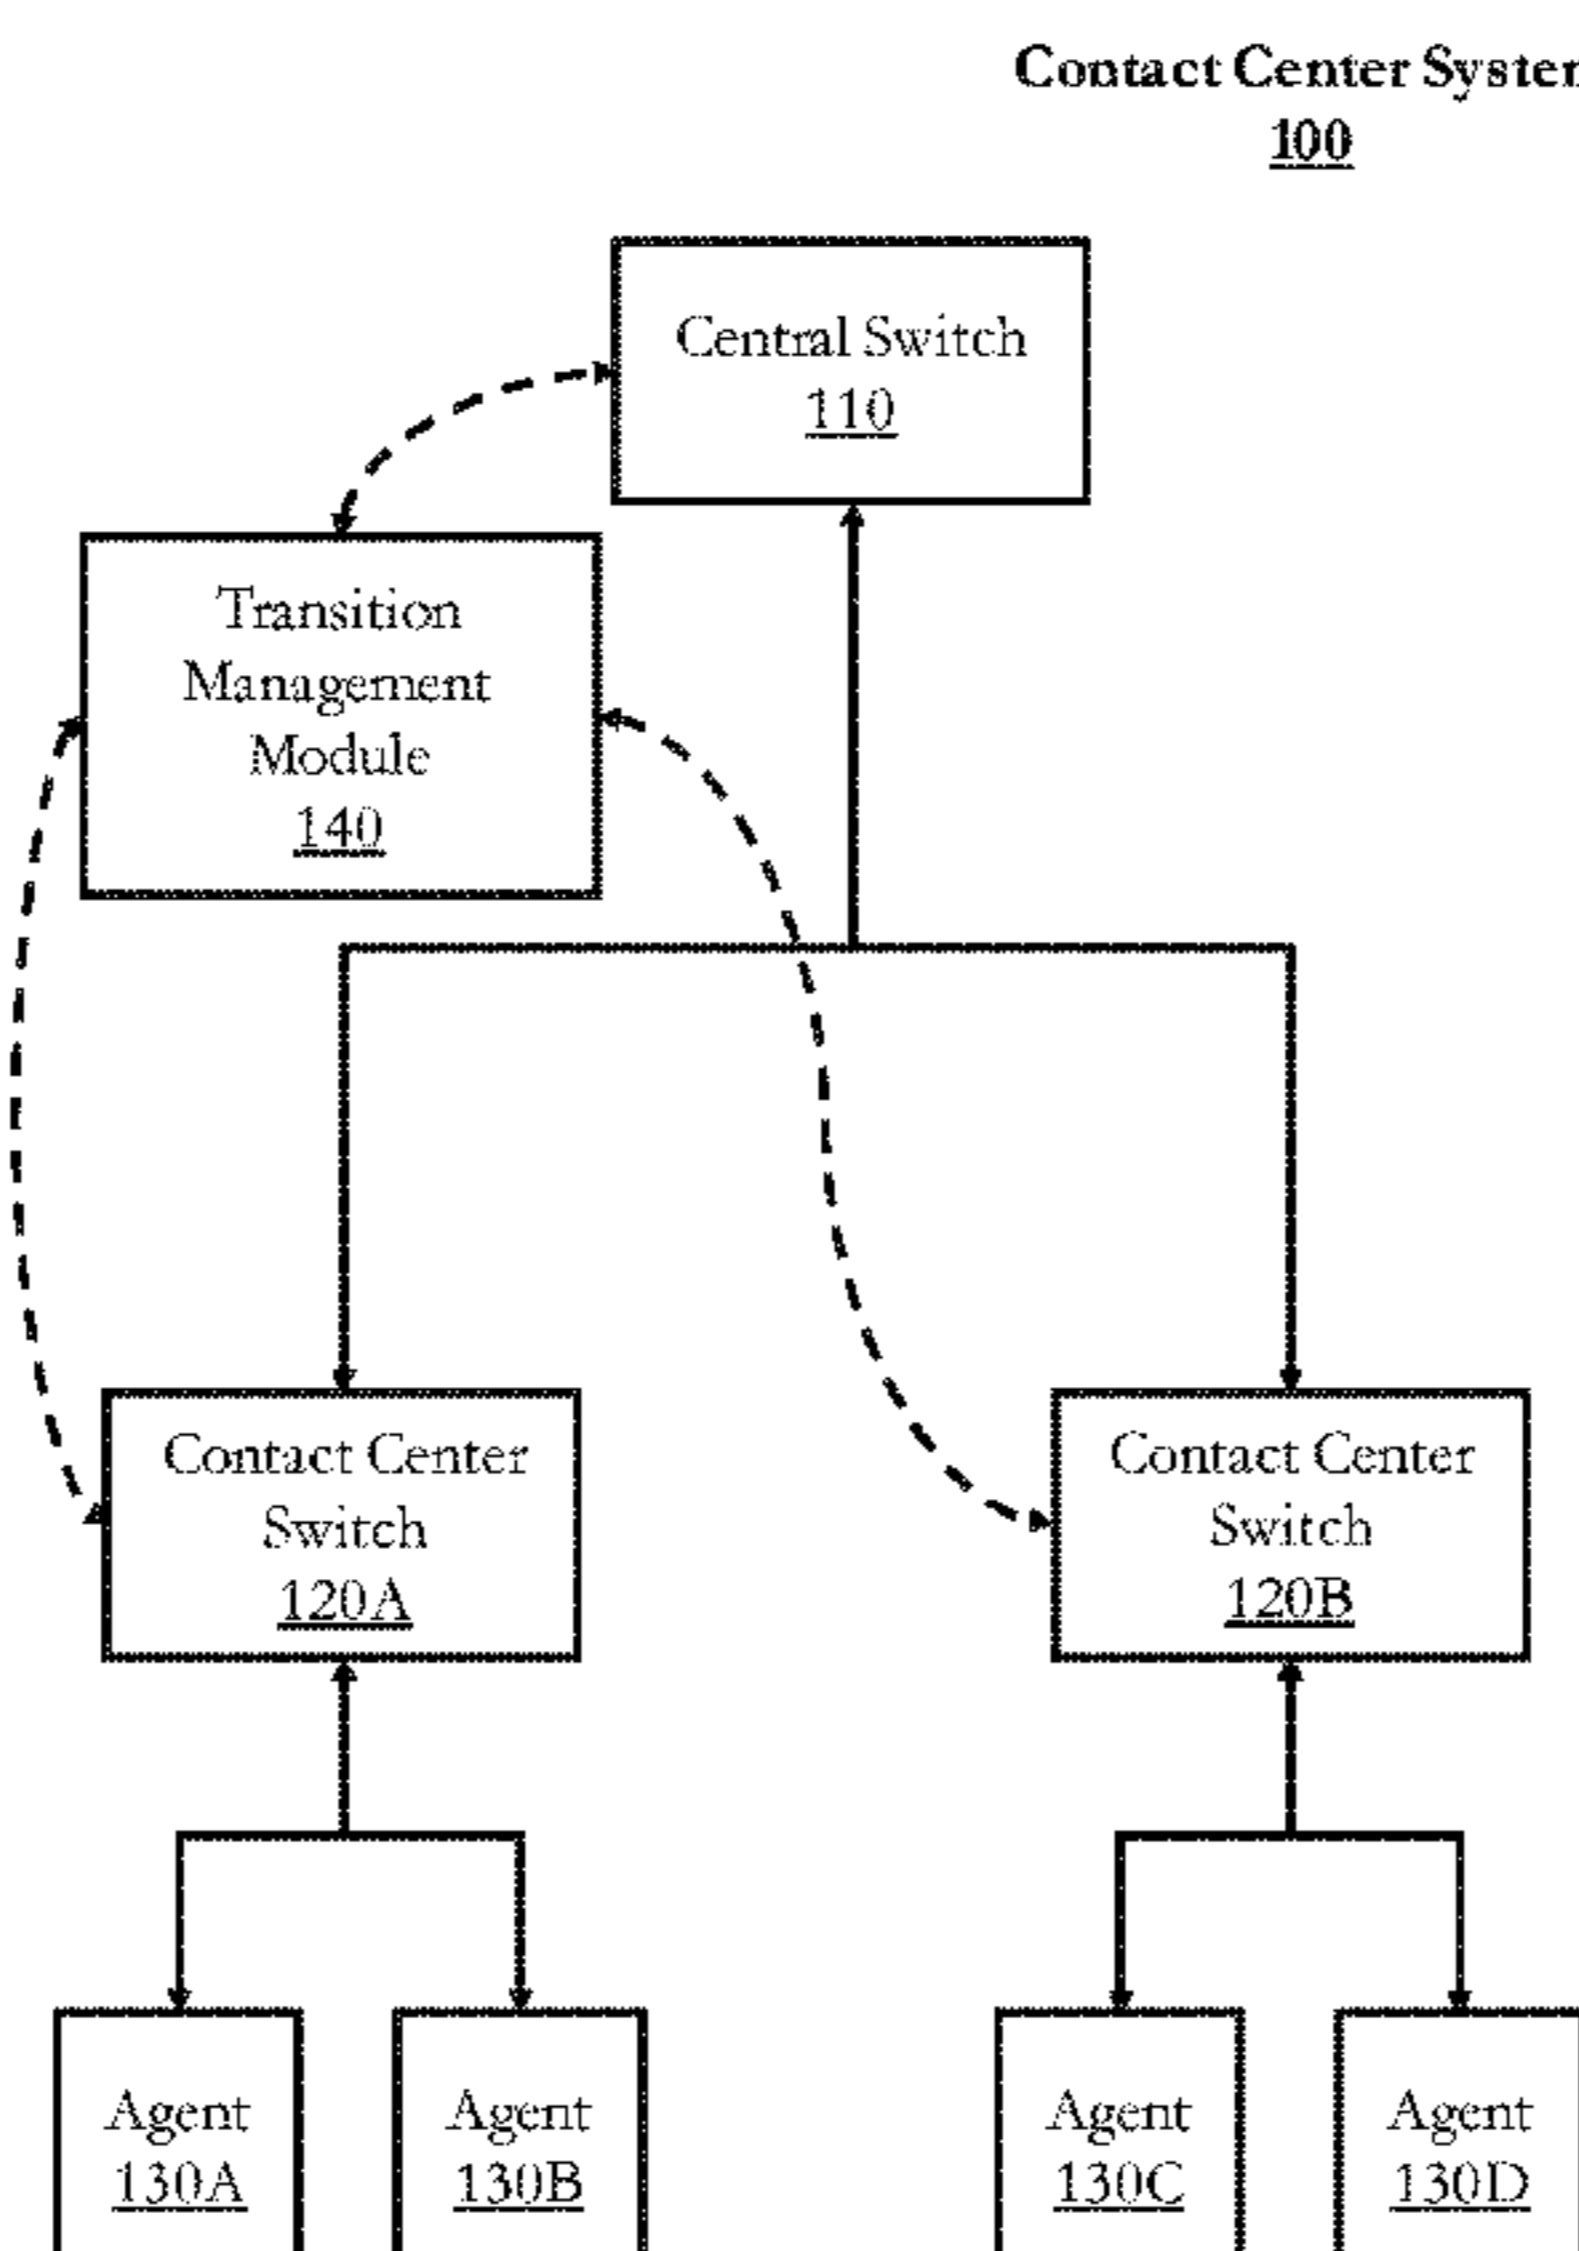 Contact Center System
100
Central Switch
110
Transition
Management
Module
140
Contact Center
Switch
120A
Contact Center
Switch
120B
Agent
130A
Agent
130B
Agent
130C
Agent
130D